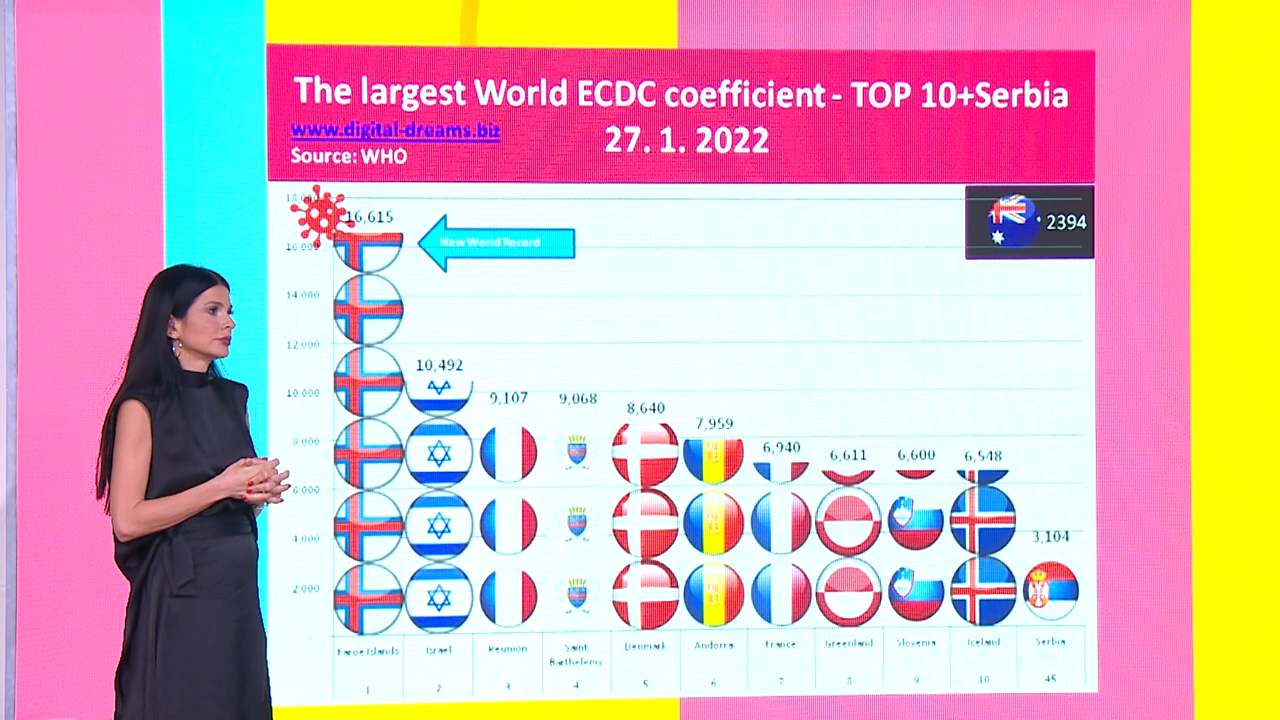 The largest World ECDC coefficient - TOP 10+Serbia
www.digital-dreams.biz
27. 1. 2022
Source: WHO
18,000
16,615
2394
New World Record
16,000
14,000
12,000
10,492
10,000
9,107
9,068
8,640
7,959
8,000
6,940
6,611
6,600
6,548
6,000
4,000
3,104
2,000
Faroe Islands
Israel
Reunion
Saint
Barthelemy
Denmark
Andorra
France
Greenland
Slovenia
Iceland
Serbia
1
2
3
4
5
6
7
8
9
10
45